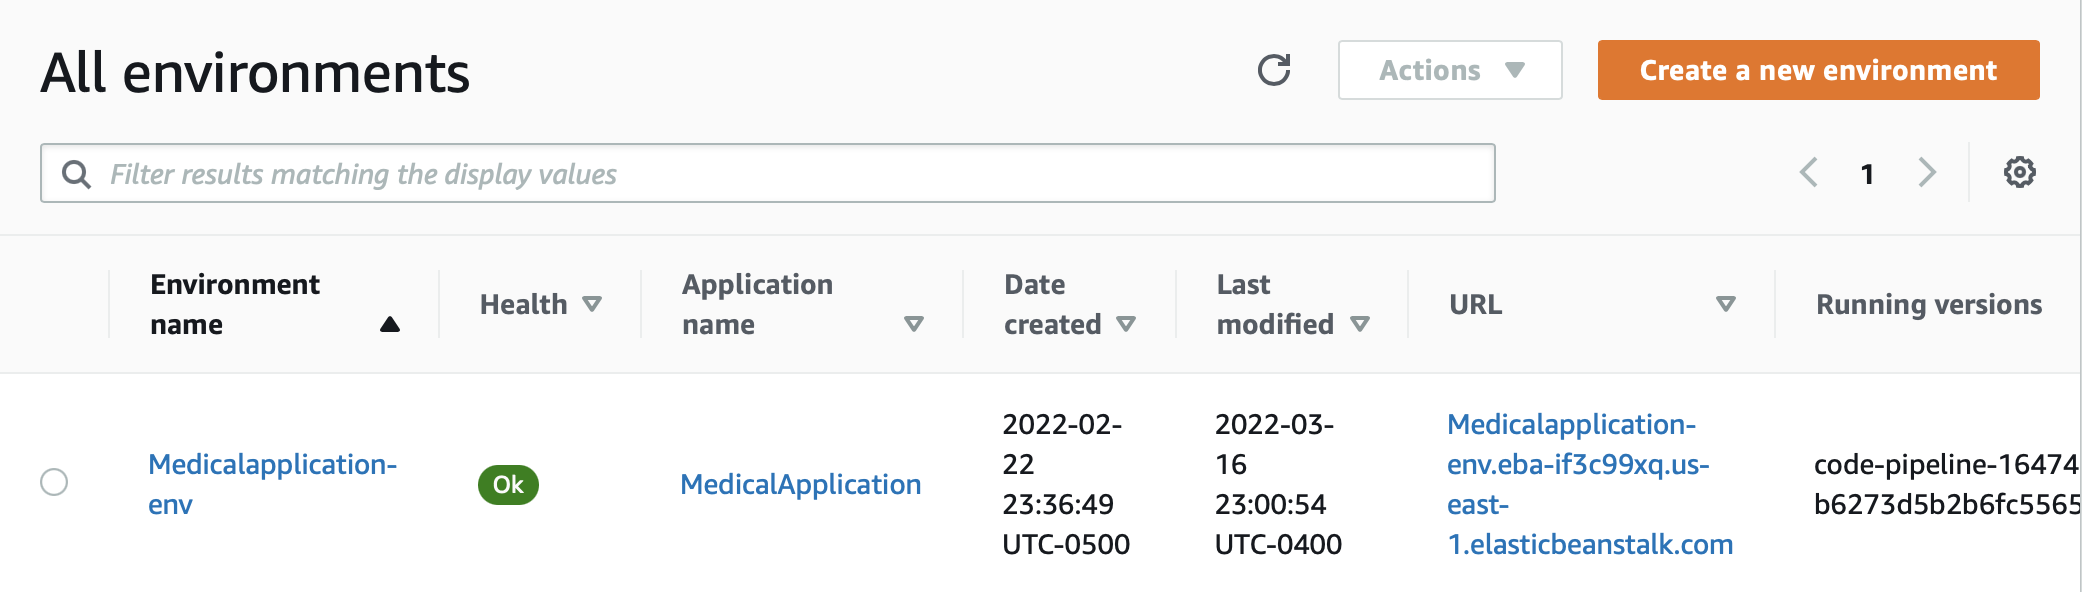 All environments
Actions
Create a new environment
Filter results matching the display values
1
Environment
name
Health
Application
name
Date
created
Last
modified
URL
Running versions
Medicalapplication-
env
Ok
MedicalApplication
2022-02-
22
23:36:49
UTC-0500
2022-03-
16
23:00:54
UTC-0400
Medicalapplication-
env.eba-if3c99xq.us-
east-
1.elasticbeanstalk.com
code-pipeline-16474
b6273d5b2b6fc5565